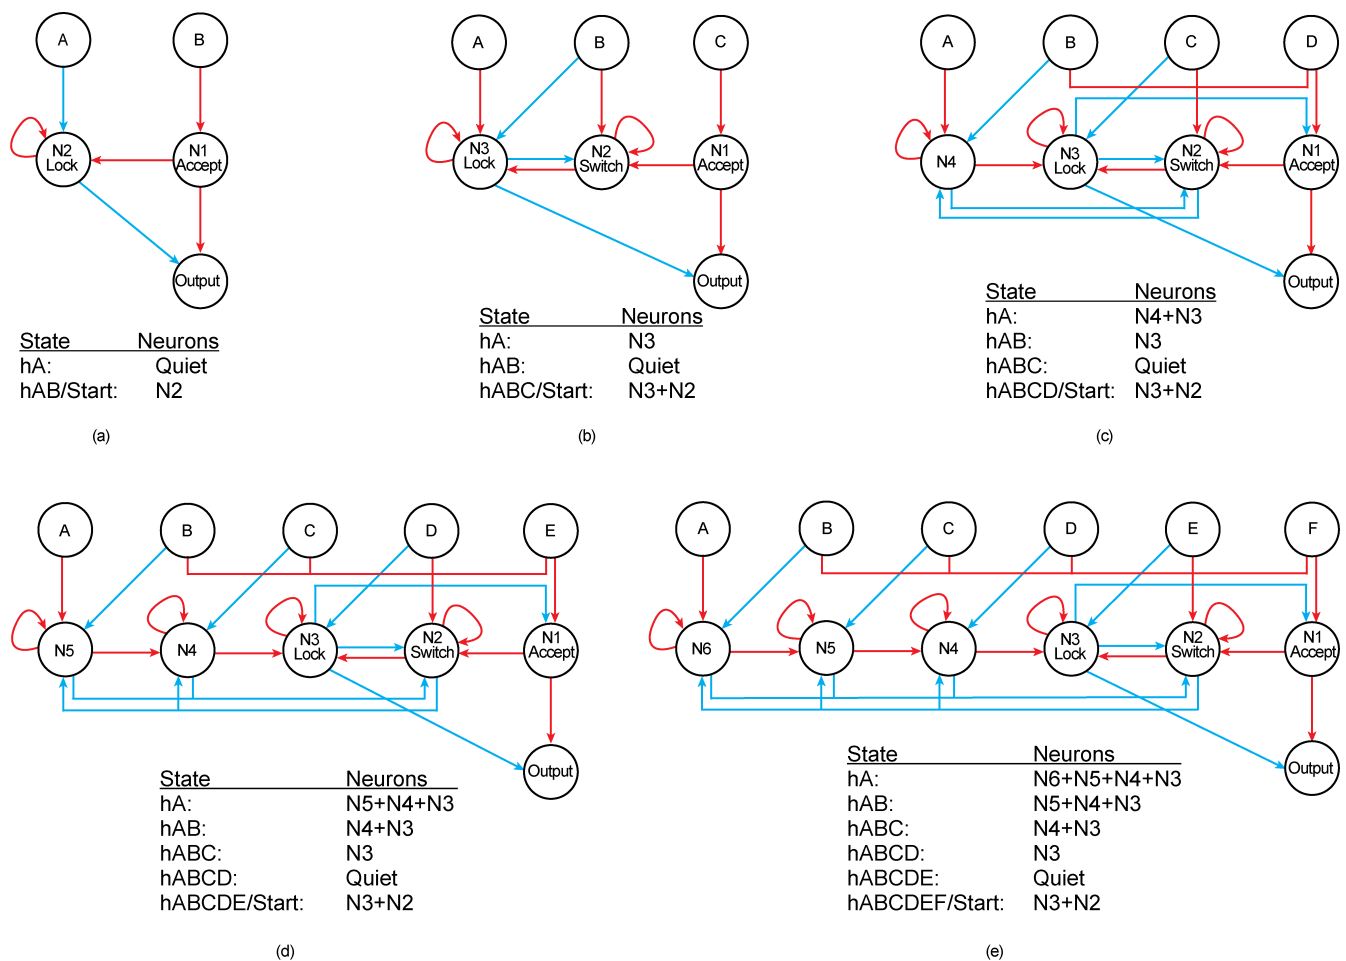 A B
N2 Lock N1 Accept
Output
State Neurons
hA: Quiet
hAB/Start: N2
(a)
A B C
N3 Lock N2 Switch N1 Accept
Output
State Neurons
hA: N3
hAB: Quiet
hABC/Start: N3+N2
(b)
A B C D
N4 N3 Lock N2 Switch N1 Accept
Output
State Neurons
hA: N4+N3
hAB: N3
hABC: Quiet
hABCD/Start: N3+N2
(c)
A B C D E
N5 N4 N3 Lock N2 Switch N1 Accept
Output
State Neurons
hA: N5+N4+N3
hAB: N4+N3
hABC: N3
hABCD: Quiet
hABCDE/Start: N3+N2
(d)
A B C D E F
N6 N5 N4 N3 Lock N2 Switch N1 Accept
Output
State Neurons
hA: N6+N5+N4+N3
hAB: N5+N4+N3
hABC: N4+N3
hABCD: N3
hABCDE: Quiet
hABCDEF/Start: N3+N2
(e)